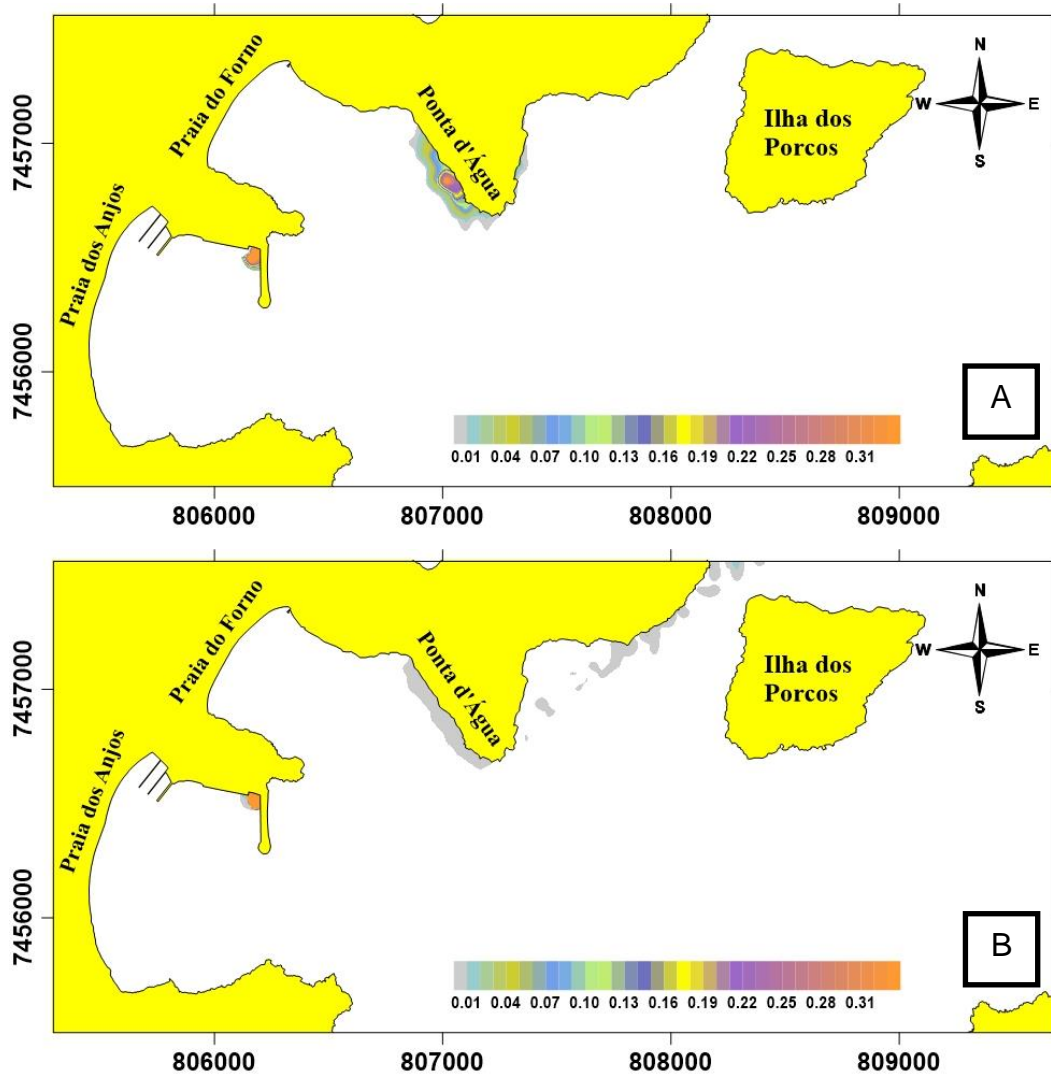 Praia do Forno
Ponta d'Água
Ilha dos
Porcos
N
W
E
S
Praia dos Anjos
7457000
7456000
A
0.01 0.04 0.07 0.10 0.13 0.16 0.19 0.22 0.25 0.28 0.31
806000 807000 808000 809000
Praia do Forno
Ponta d'Água
Ilha dos
Porcos
N
W
E
S
Praia dos Anjos
7457000
7456000
B
0.01 0.04 0.07 0.10 0.13 0.16 0.19 0.22 0.25 0.28 0.31
806000 807000 808000 809000